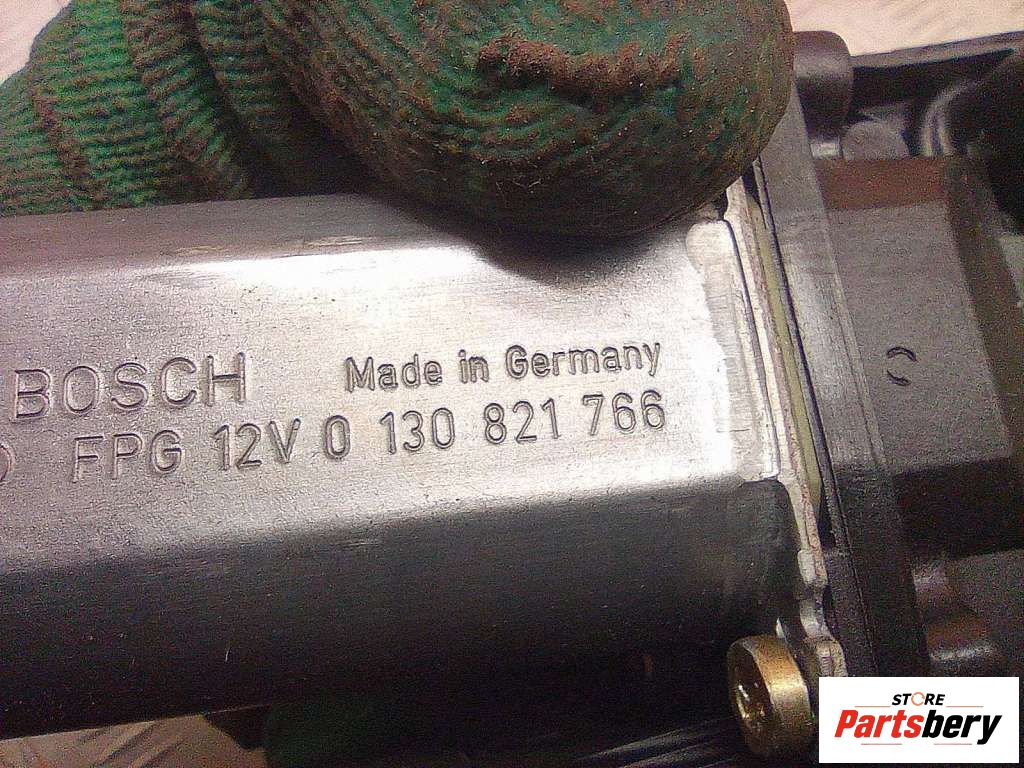 BOSCH Made in Germany
FPG 12V 0 130 821 766
STORE
Partsbery